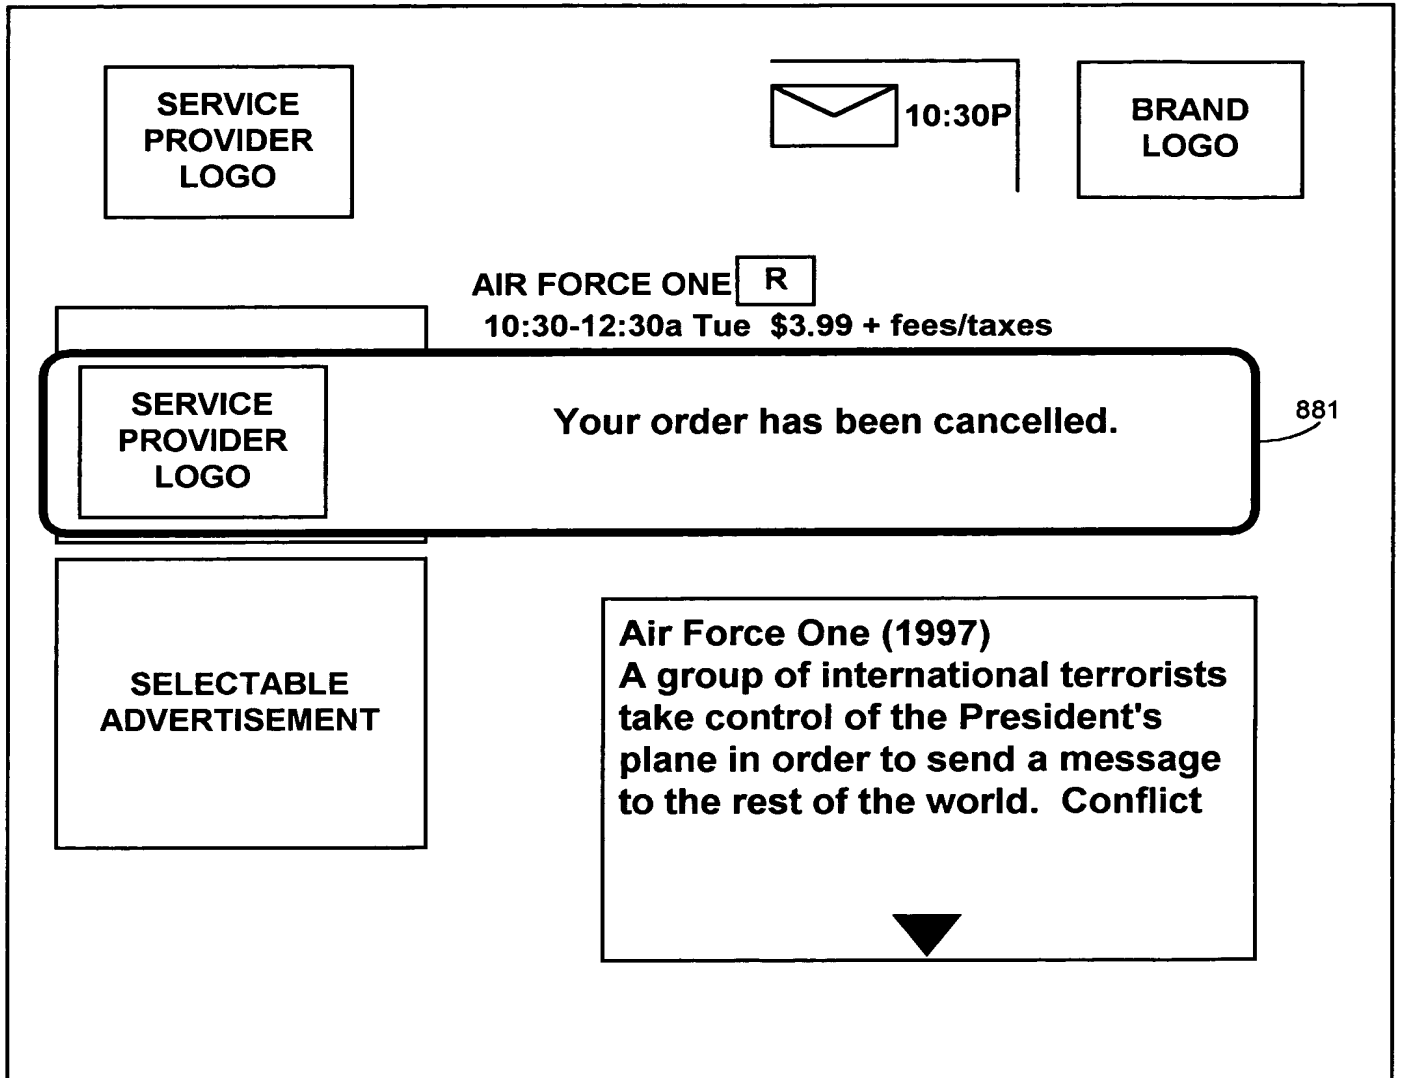 SERVICE
PROVIDER
LOGO
10:30P
BRAND
LOGO
AIR FORCE ONE R
10:30-12:30a Tue $3.99 + fees/taxes
SERVICE
PROVIDER
LOGO
Your order has been cancelled.
881
SELECTABLE
ADVERTISEMENT
Air Force One (1997)
A group of international terrorists
take control of the President's
plane in order to send a message
to the rest of the world. Conflict